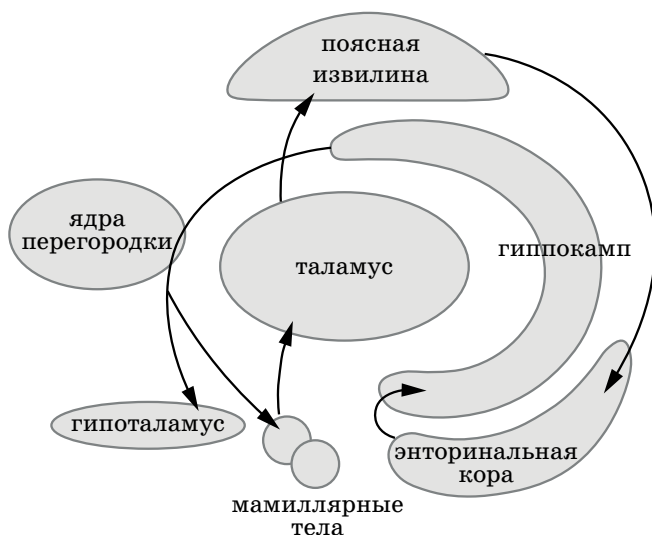 поясная
извилина
ядра
перегородки
таламус
гиппокамп
гипоталамус
энторинальная
кора
мамиллярные
тела